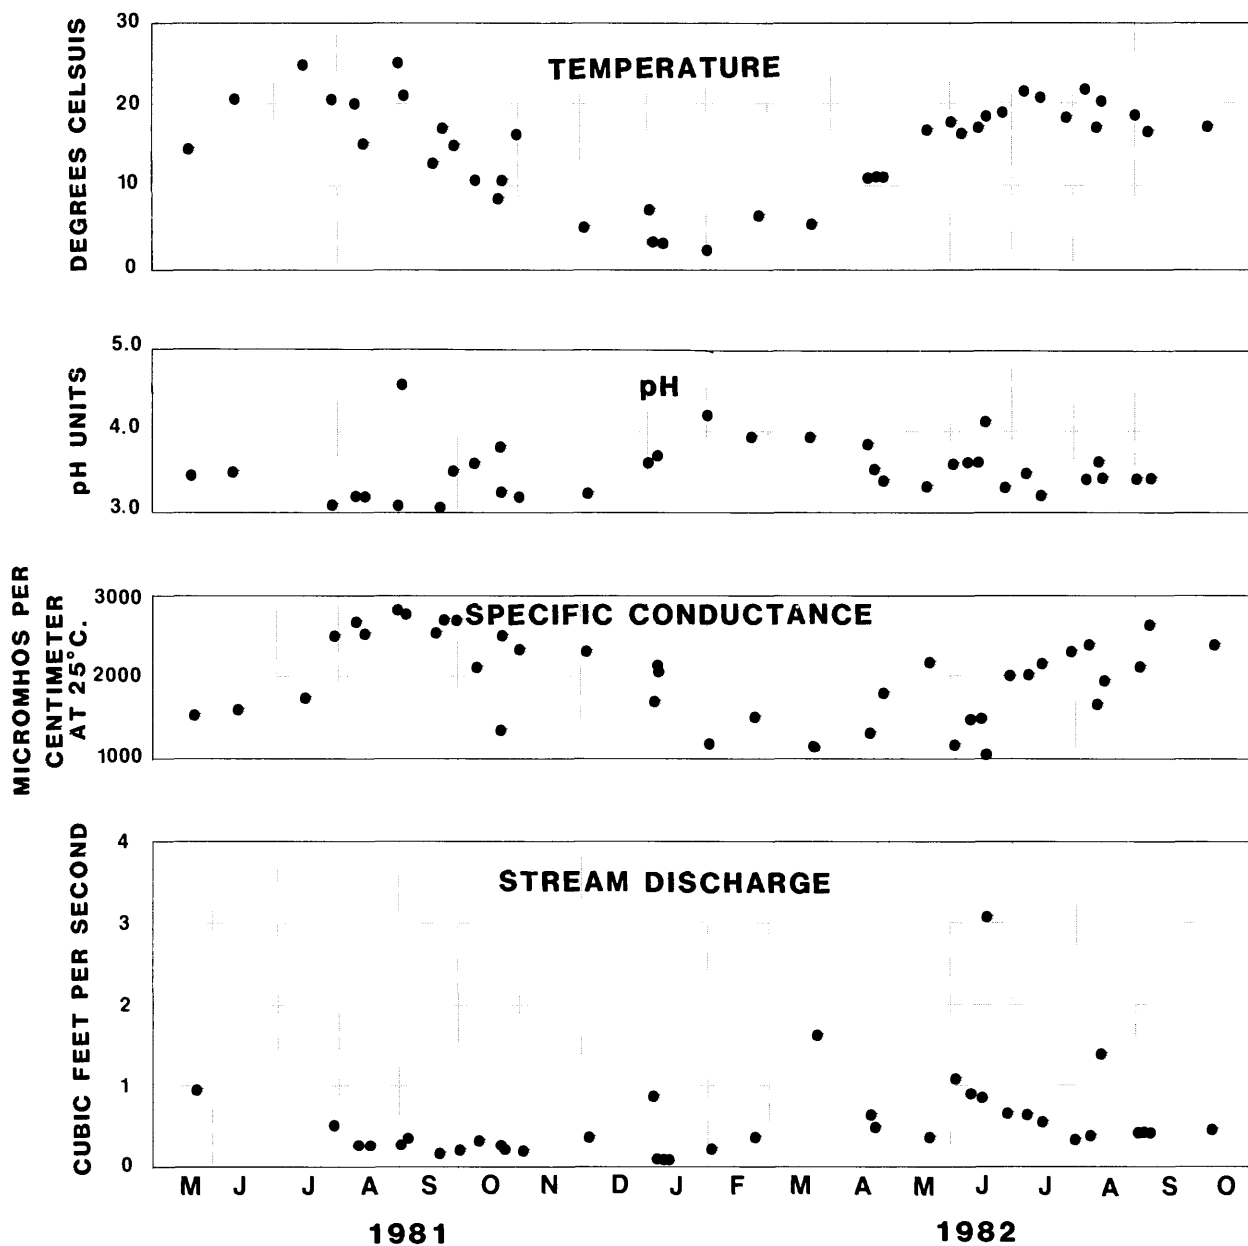 30
20
10
0
DEGREES CELSUIS
TEMPERATURE
5.0
4.0
3.0
pH UNITS
pH
3000
2000
1000
MICROMHOS PER
CENTIMETER
AT 25°C.
SPECIFIC CONDUCTANCE
4
3
2
1
0
CUBIC FEET PER SECOND
STREAM DISCHARGE
M J J A S O N D J F M A M J J A S O
1981 1982